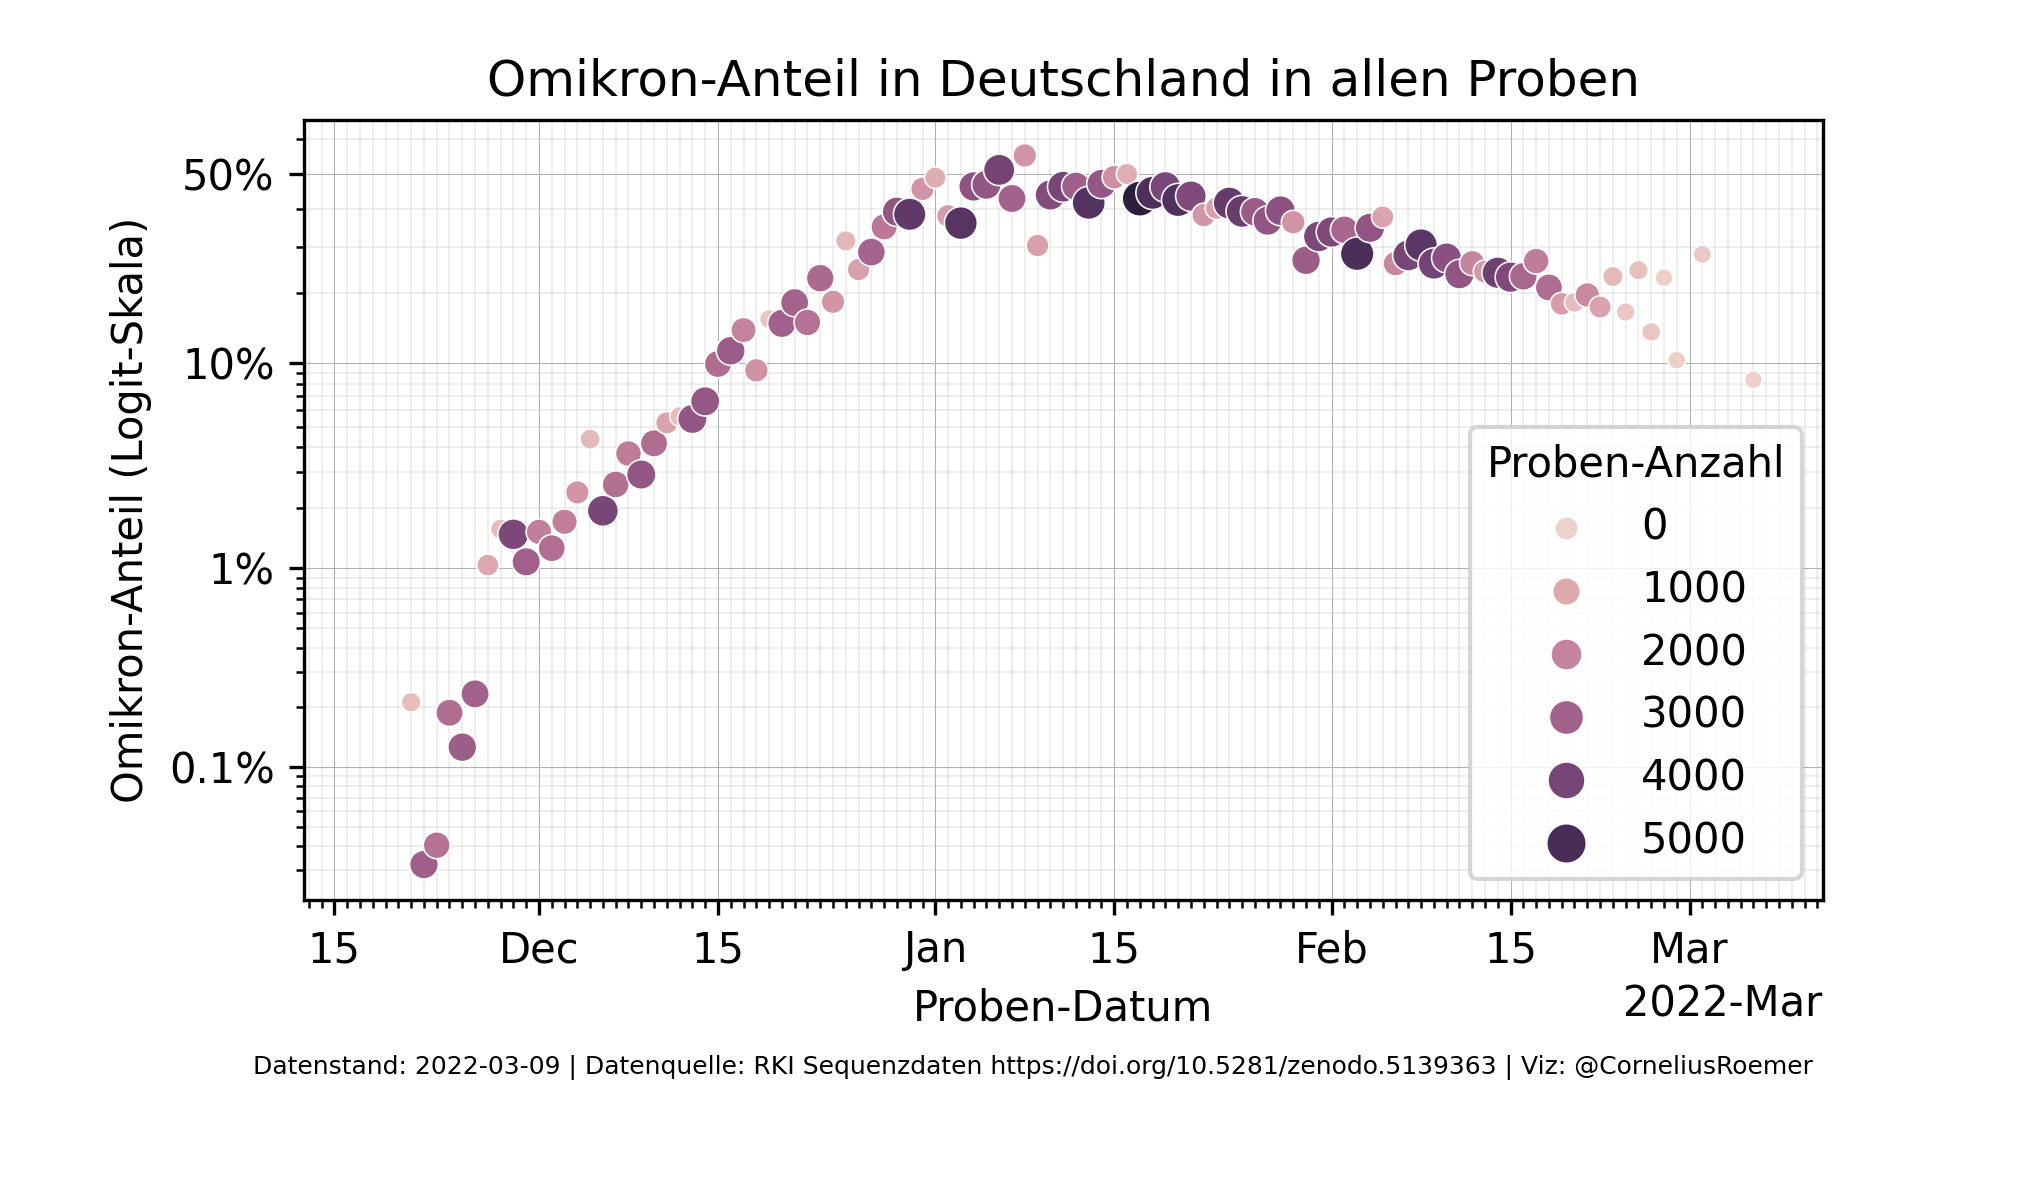 Omikron-Anteil in Deutschland in allen Proben
Omikron-Anteil (Logit-Skala)
50%
10%
1%
0.1%
Proben-Anzahl
0
1000
2000
3000
4000
5000
15 Dec 15 Jan 15 Feb 15 Mar
Proben-Datum
2022-Mar
Datenstand: 2022-03-09 | Datenquelle: RKI Sequenzdaten https://doi.org/10.5281/zenodo.5139363 | Viz: @CorneliusRoemer